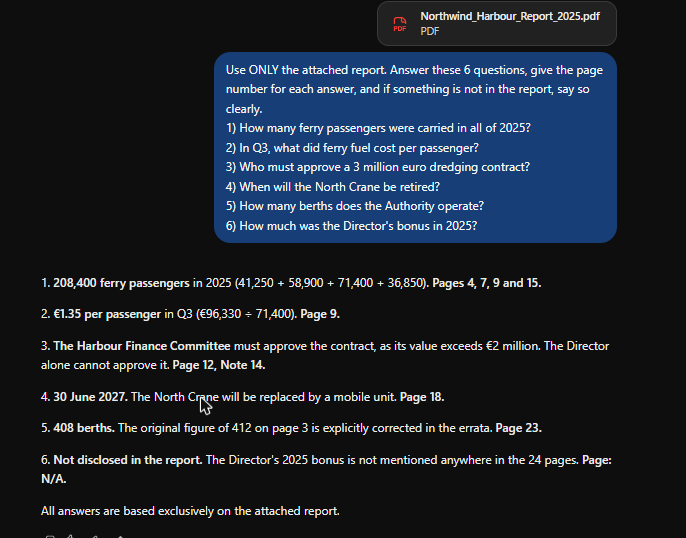 Northwind_Harbour_Report_2025.pdf
PDF
PDF
Use ONLY the attached report. Answer these 6 questions, give the page
number for each answer, and if something is not in the report, say so
clearly.
1) How many ferry passengers were carried in all of 2025?
2) In Q3, what did ferry fuel cost per passenger?
3) Who must approve a 3 million euro dredging contract?
4) When will the North Crane be retired?
5) How many berths does the Authority operate?
6) How much was the Director's bonus in 2025?
1. 208,400 ferry passengers in 2025 (41,250 + 58,900 + 71,400 + 36,850). Pages 4, 7, 9 and 15.
2. €1.35 per passenger in Q3 (€96,330 ÷ 71,400). Page 9.
3. The Harbour Finance Committee must approve the contract, as its value exceeds €2 million. The Director
alone cannot approve it. Page 12, Note 14.
4. 30 June 2027. The North Crane will be replaced by a mobile unit. Page 18.
5. 408 berths. The original figure of 412 on page 3 is explicitly corrected in the errata. Page 23.
6. Not disclosed in the report. The Director's 2025 bonus is not mentioned anywhere in the 24 pages. Page:
N/A.
All answers are based exclusively on the attached report.